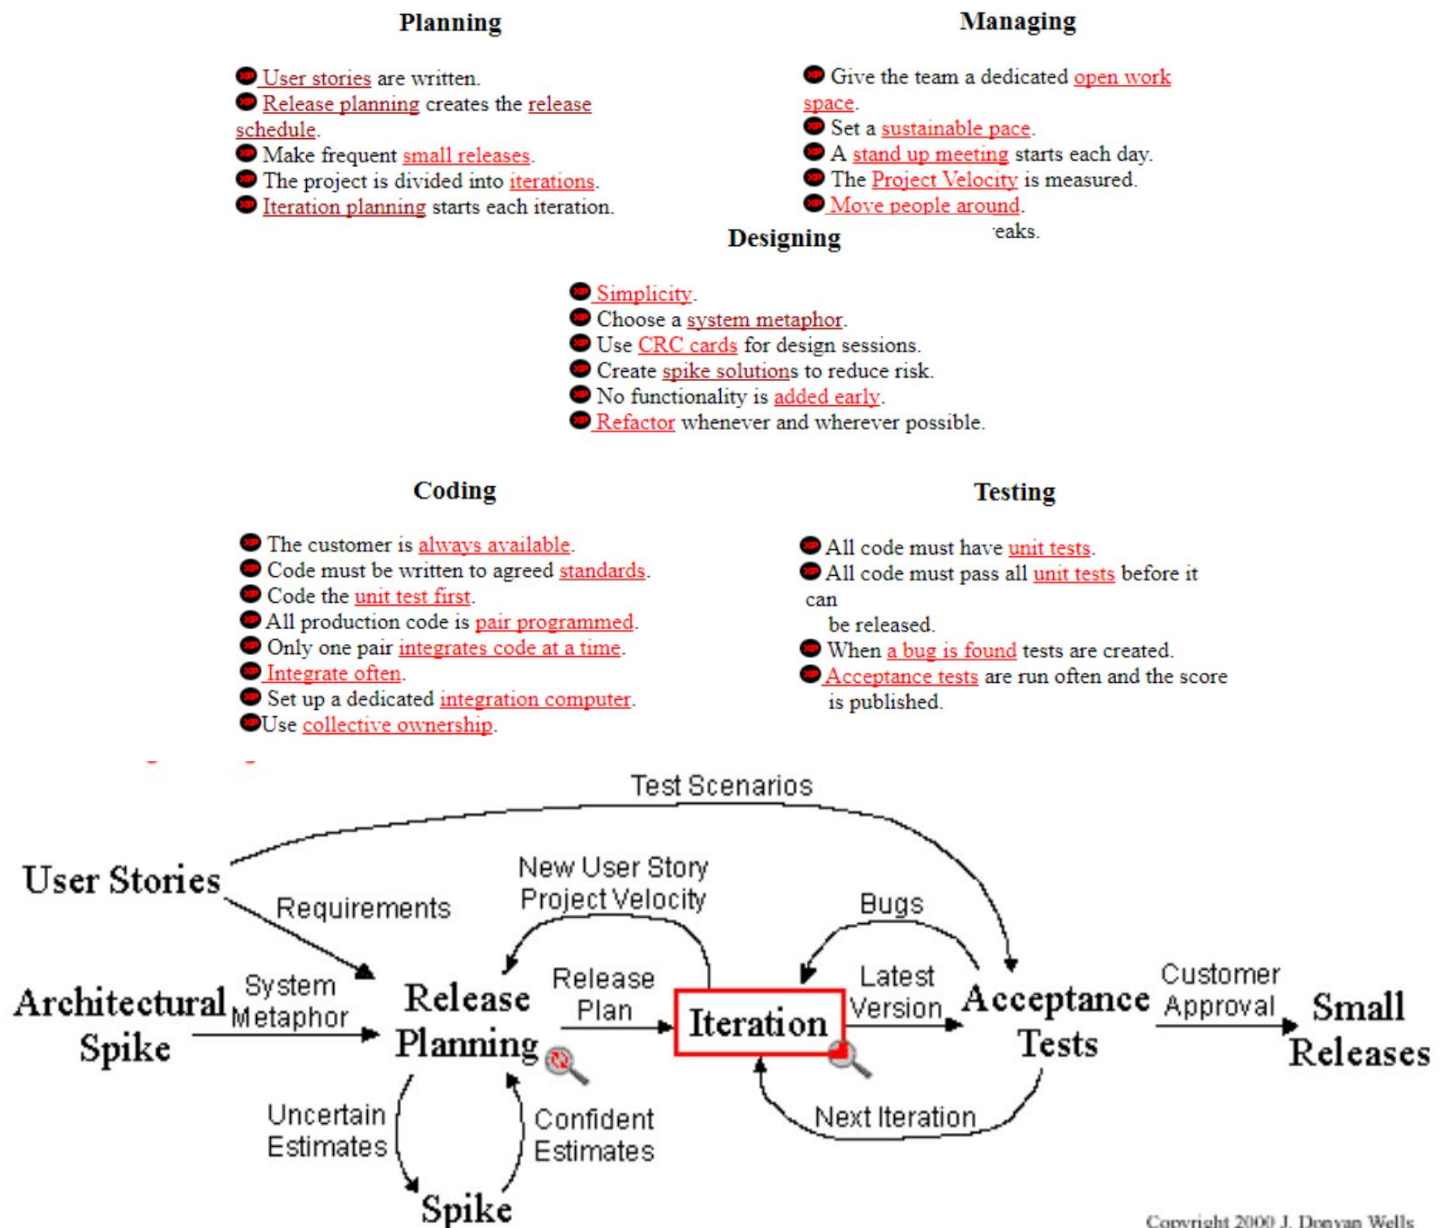 Planning
User stories are written.
Release planning creates the release
schedule.
Make frequent small releases.
The project is divided into iterations.
Iteration planning starts each iteration.
Managing
Give the team a dedicated open work
space.
Set a sustainable pace.
A stand up meeting starts each day.
The Project Velocity is measured.
Move people around.
Designing
Simplicity.
Choose a system metaphor.
Use CRC cards for design sessions.
Create spike solutions to reduce risk.
No functionality is added early.
Refactor whenever and wherever possible.
Coding
The customer is always available.
Code must be written to agreed standards.
Code the unit test first.
All production code is pair programmed.
Only one pair integrates code at a time.
Integrate often.
Set up a dedicated integration computer.
Use collective ownership.
Testing
All code must have unit tests.
All code must pass all unit tests before it
can
be released.
When a bug is found tests are created.
Acceptance tests are run often and the score
is published.
Test Scenarios
User Stories
Requirements
New User Story
Project Velocity
Bugs
Architectural
Spike
System
Metaphor
Release
Planning
Release
Plan
Iteration
Latest
Version
Acceptance
Tests
Customer
Approval
Small
Releases
Uncertain
Estimates
Confident
Estimates
Next Iteration
Spike
Copyright 2000 J. Donvan Wells